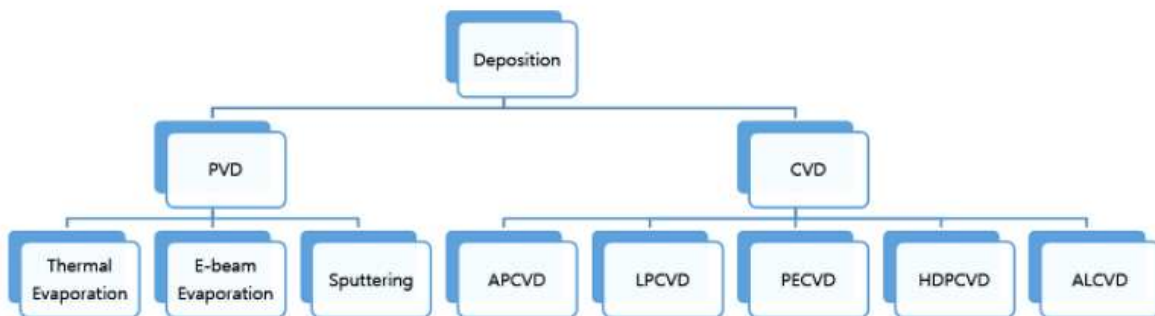 Deposition
PVD
CVD
Thermal
Evaporation
E-beam
Evaporation
Sputtering
APCVD
LPCVD
PECVD
HDPCVD
ALCVD